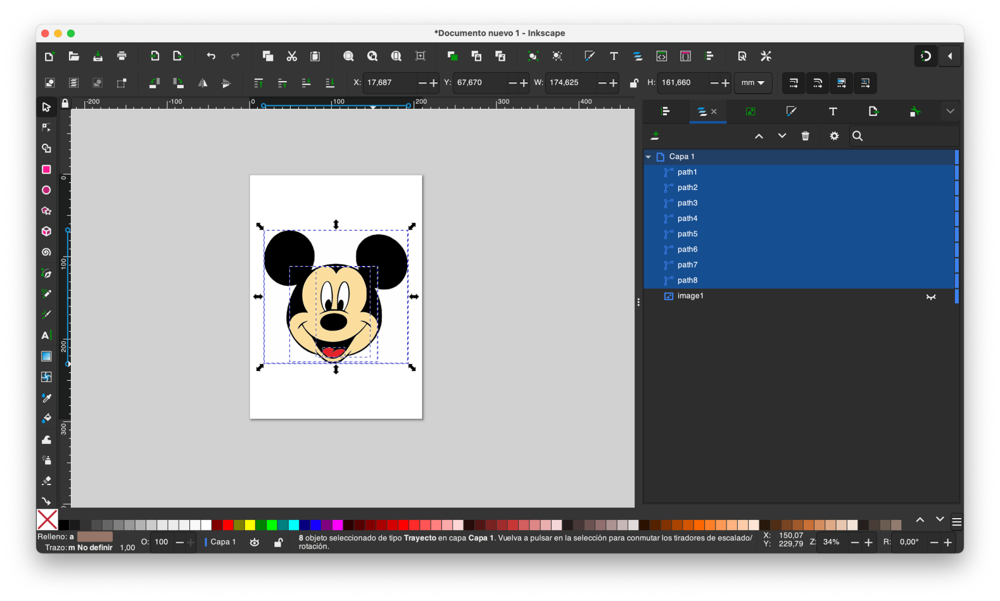 *Documento nuevo 1 - Inkscape
X: 17,687 Y: 67,670 W: 174,625 H: 161,660 mm
-200 -100 0 100 200 300 400
0
100
200
300
Capa 1
path1
path2
path3
path4
path5
path6
path7
path8
image1
Relleno: a
Trazo: m No definir 1,00
O: 100
Capa 1
8 objeto seleccionado de tipo Trayecto en capa Capa 1. Vuelva a pulsar en la selección para conmutar los tiradores de escalado/
rotación.
X: 150,07
Y: 229,79
Z: 34%
R: 0,00°